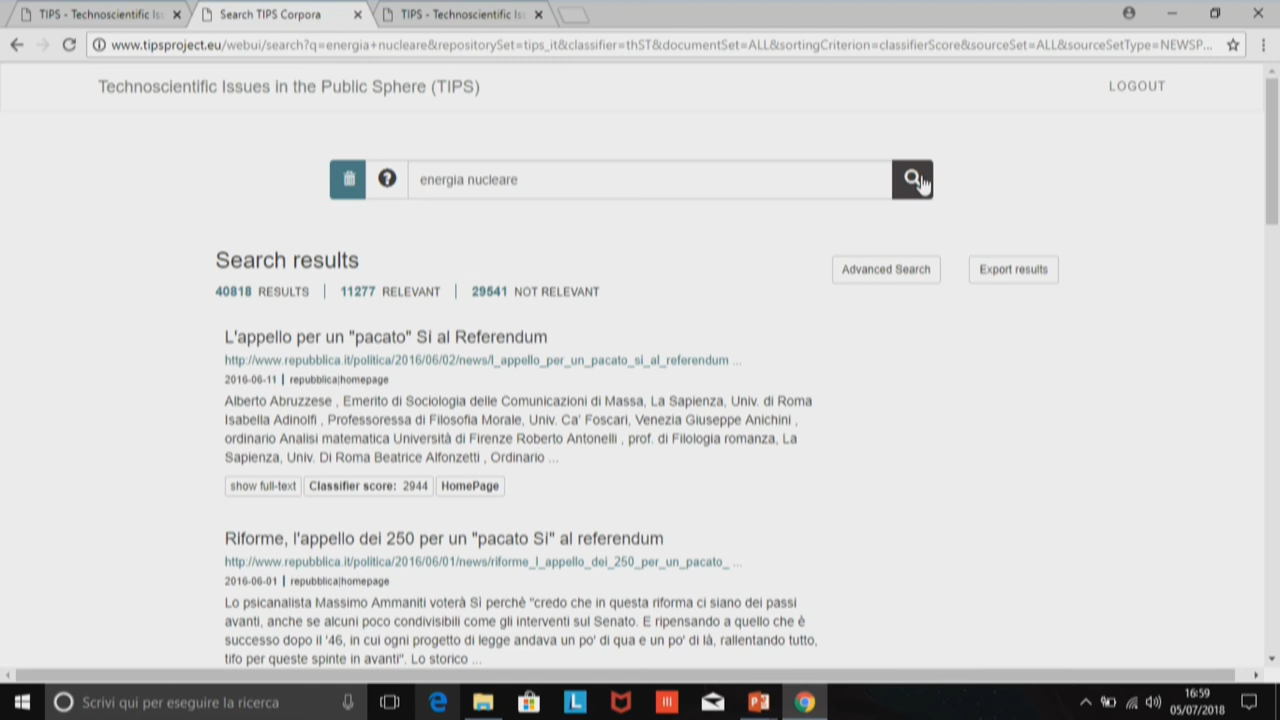 TIPS - Technoscientific Is
Search TIPS Corpora
TIPS - Technoscientific Is
www.tipsproject.eu/webui/search?q=energia+nucleare&repositorySet=tips_it&classifier=thST&documentSet=ALL&sortingCriterion=classifierScore&sourceSet=ALL&sourceSetType=NEWSP...
Technoscientific Issues in the Public Sphere (TIPS)
LOGOUT
energia nucleare
Search results
Advanced Search
Export results
40818 RESULTS | 11277 RELEVANT | 29541 NOT RELEVANT
L'appello per un "pacato" Sì al Referendum
http://www.repubblica.it/politica/2016/06/02/news/l_appello_per_un_pacato_si_al_referendum ...
2016-06-11 | repubblica|homepage
Alberto Abruzzese , Emerito di Sociologia delle Comunicazioni di Massa, La Sapienza, Univ. di Roma
Isabella Adinolfi , Professoressa di Filosofia Morale, Univ. Ca' Foscari, Venezia Giuseppe Anichini ,
ordinario Analisi matematica Università di Firenze Roberto Antonelli , prof. di Filologia romanza, La
Sapienza, Univ. Di Roma Beatrice Alfonzetti , Ordinario ...
show full-text
Classifier score: 2944
HomePage
Riforme, l'appello dei 250 per un "pacato Sì" al referendum
http://www.repubblica.it/politica/2016/06/01/news/riforme_l_appello_dei_250_per_un_pacato_ ...
2016-06-01 | repubblica|homepage
Lo psicanalista Massimo Ammaniti voterà Sì perchè "credo che in questa riforma ci siano dei passi
avanti, anche se alcuni poco condivisibili come gli interventi sul Senato. E ripensando a quello che è
successo dopo il '46, in cui ogni progetto di legge andava un po' di qua e un po' di là, rallentando tutto,
tifo per queste spinte in avanti". Lo storico ...
Scrivi qui per eseguire la ricerca
16:59
05/07/2018